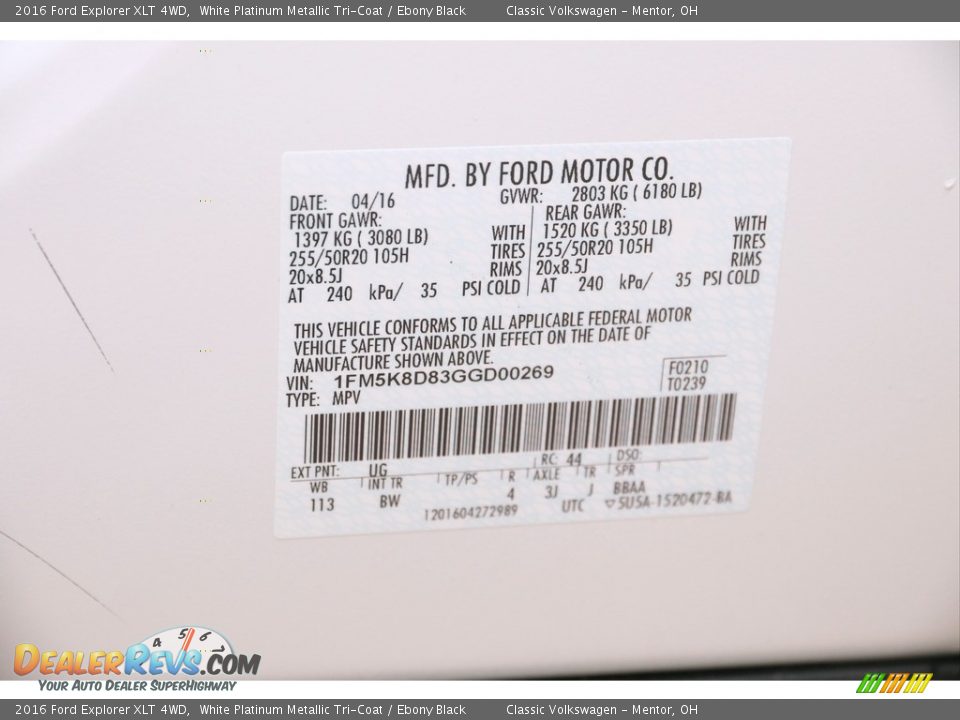 2016 Ford Explorer XLT 4WD, White Platinum Metallic Tri-Coat / Ebony Black Classic Volkswagen - Mentor, OH
MFD. BY FORD MOTOR CO.
DATE: 04/16 GVWR: 2803 KG ( 6180 LB)
FRONT GAWR: REAR GAWR:
1397 KG ( 3080 LB) WITH 1520 KG ( 3350 LB) WITH
255/50R20 105H TIRES 255/50R20 105H TIRES
20x8.5J RIMS 20x8.5J RIMS
AT 240 kPa/ 35 PSI COLD AT 240 kPa/ 35 PSI COLD
THIS VEHICLE CONFORMS TO ALL APPLICABLE FEDERAL MOTOR
VEHICLE SAFETY STANDARDS IN EFFECT ON THE DATE OF
MANUFACTURE SHOWN ABOVE.
VIN: 1FM5K8D83GGD00269 F0210
TYPE: MPV T0239
EXT PNT: UG RC: 44 DSO:
WB INT TR TP/PS R AXLE TR SPR
113 BW 4 3J J BBAA
1201604272989 UTC ▽SU5A-1520472-BA
4 5 6 7
DEALERREVS.COM
YOUR AUTO DEALER SUPERHIGHWAY
2016 Ford Explorer XLT 4WD, White Platinum Metallic Tri-Coat / Ebony Black Classic Volkswagen - Mentor, OH